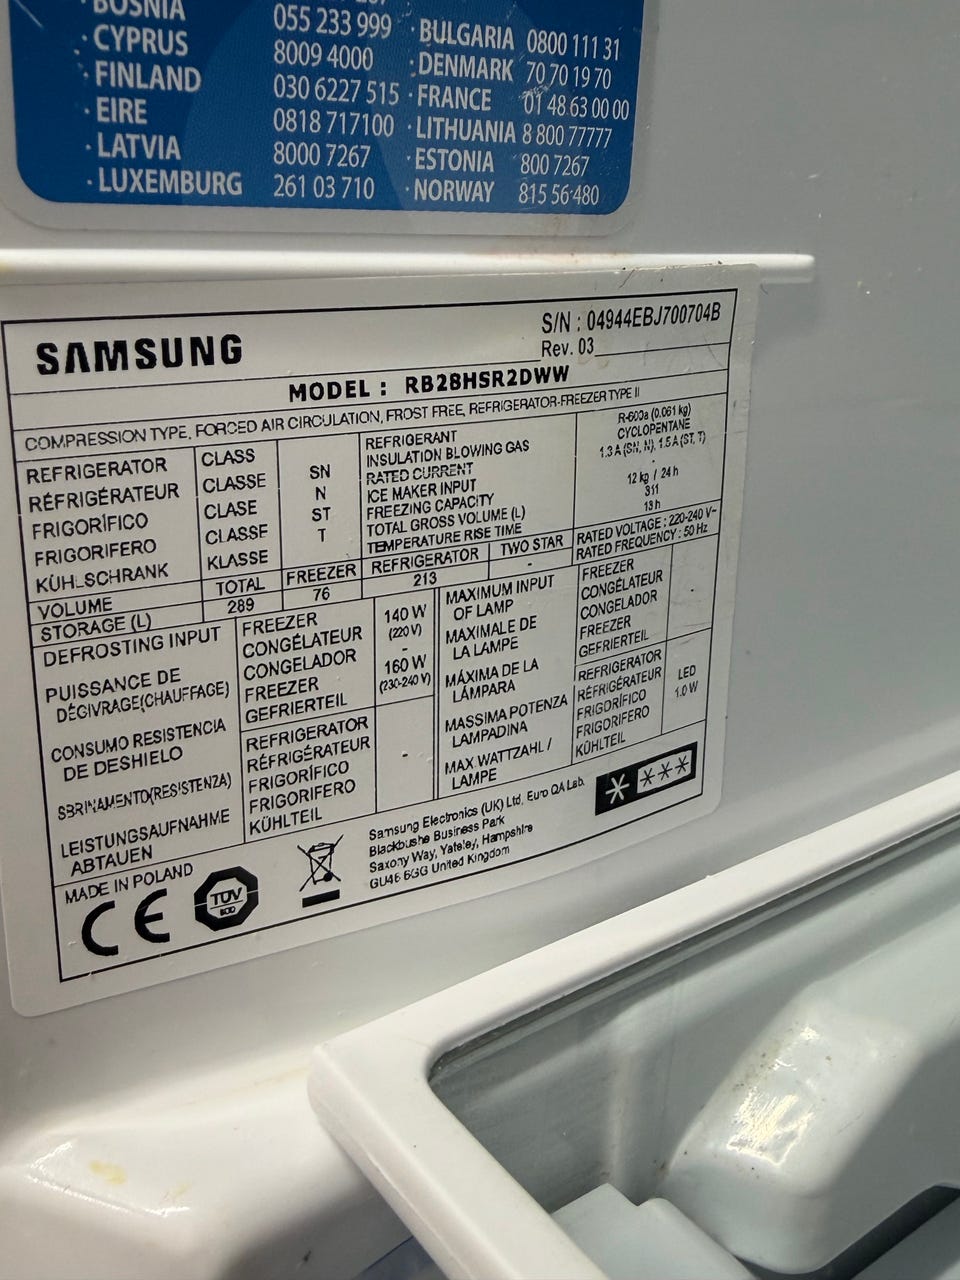 BOSNIA 055 233 999
· CYPRUS 8009 4000
· FINLAND 030 6227 515
· EIRE 0818 717100
· LATVIA 8000 7267
· LUXEMBURG 261 03 710
· BULGARIA 0800 111 31
· DENMARK 70 70 19 70
· FRANCE 01 48 63 00 00
· LITHUANIA 8 800 77777
· ESTONIA 800 7267
· NORWAY 815 56 480
SAMSUNG
S/N : 04944EBJ700704B
Rev. 03
MODEL : RB28HSR2DWW
COMPRESSION TYPE, FORCED AIR CIRCULATION, FROST FREE, REFRIGERATOR-FREEZER TYPE II
REFRIGERATOR CLASS
RÉFRIGÉRATEUR CLASSE
FRIGORÍFICO CLASE
FRIGORIFERO CLASSE
KÜHLSCHRANK KLASSE
SN
N
ST
T
REFRIGERANT R-600a (0.061 kg)
INSULATION BLOWING GAS CYCLOPENTANE
RATED CURRENT 1.3 A (SN, N), 1.5 A (ST, T)
ICE MAKER INPUT -
FREEZING CAPACITY 12 kg / 24 h
TOTAL GROSS VOLUME (L) 311
TEMPERATURE RISE TIME 13 h
VOLUME TOTAL FREEZER REFRIGERATOR TWO STAR
STORAGE (L) 289 76 213 -
RATED VOLTAGE : 220-240 V~
RATED FREQUENCY : 50 Hz
DEFROSTING INPUT
PUISSANCE DE
DÉGIVRAGE(CHAUFFAGE)
CONSUMO RESISTENCIA
DE DESHIELO
SBRINAMENTO(RESISTENZA)
LEISTUNGSAUFNAHME
ABTAUEN
FREEZER
CONGÉLATEUR
CONGELADOR
FREEZER
GEFRIERTEIL
140 W
(220 V)
-
160 W
(230-240 V)
REFRIGERATOR
RÉFRIGÉRATEUR
FRIGORÍFICO
FRIGORIFERO
KÜHLTEIL
-
MAXIMUM INPUT
OF LAMP
MAXIMALE DE
LA LAMPE
MÁXIMA DE LA
LÁMPARA
MASSIMA POTENZA
LAMPADINA
MAX WATTZAHL /
LAMPE
FREEZER
CONGÉLATEUR
CONGELADOR
FREEZER
GEFRIERTEIL
-
REFRIGERATOR
RÉFRIGÉRATEUR
FRIGORÍFICO
FRIGORIFERO
KÜHLTEIL
LED
1.0 W
MADE IN POLAND
CE
TÜV
Samsung Electronics (UK) Ltd, Euro QA Lab.
Blackbushe Business Park
Saxony Way, Yateley, Hampshire
GU46 6GG United Kingdom